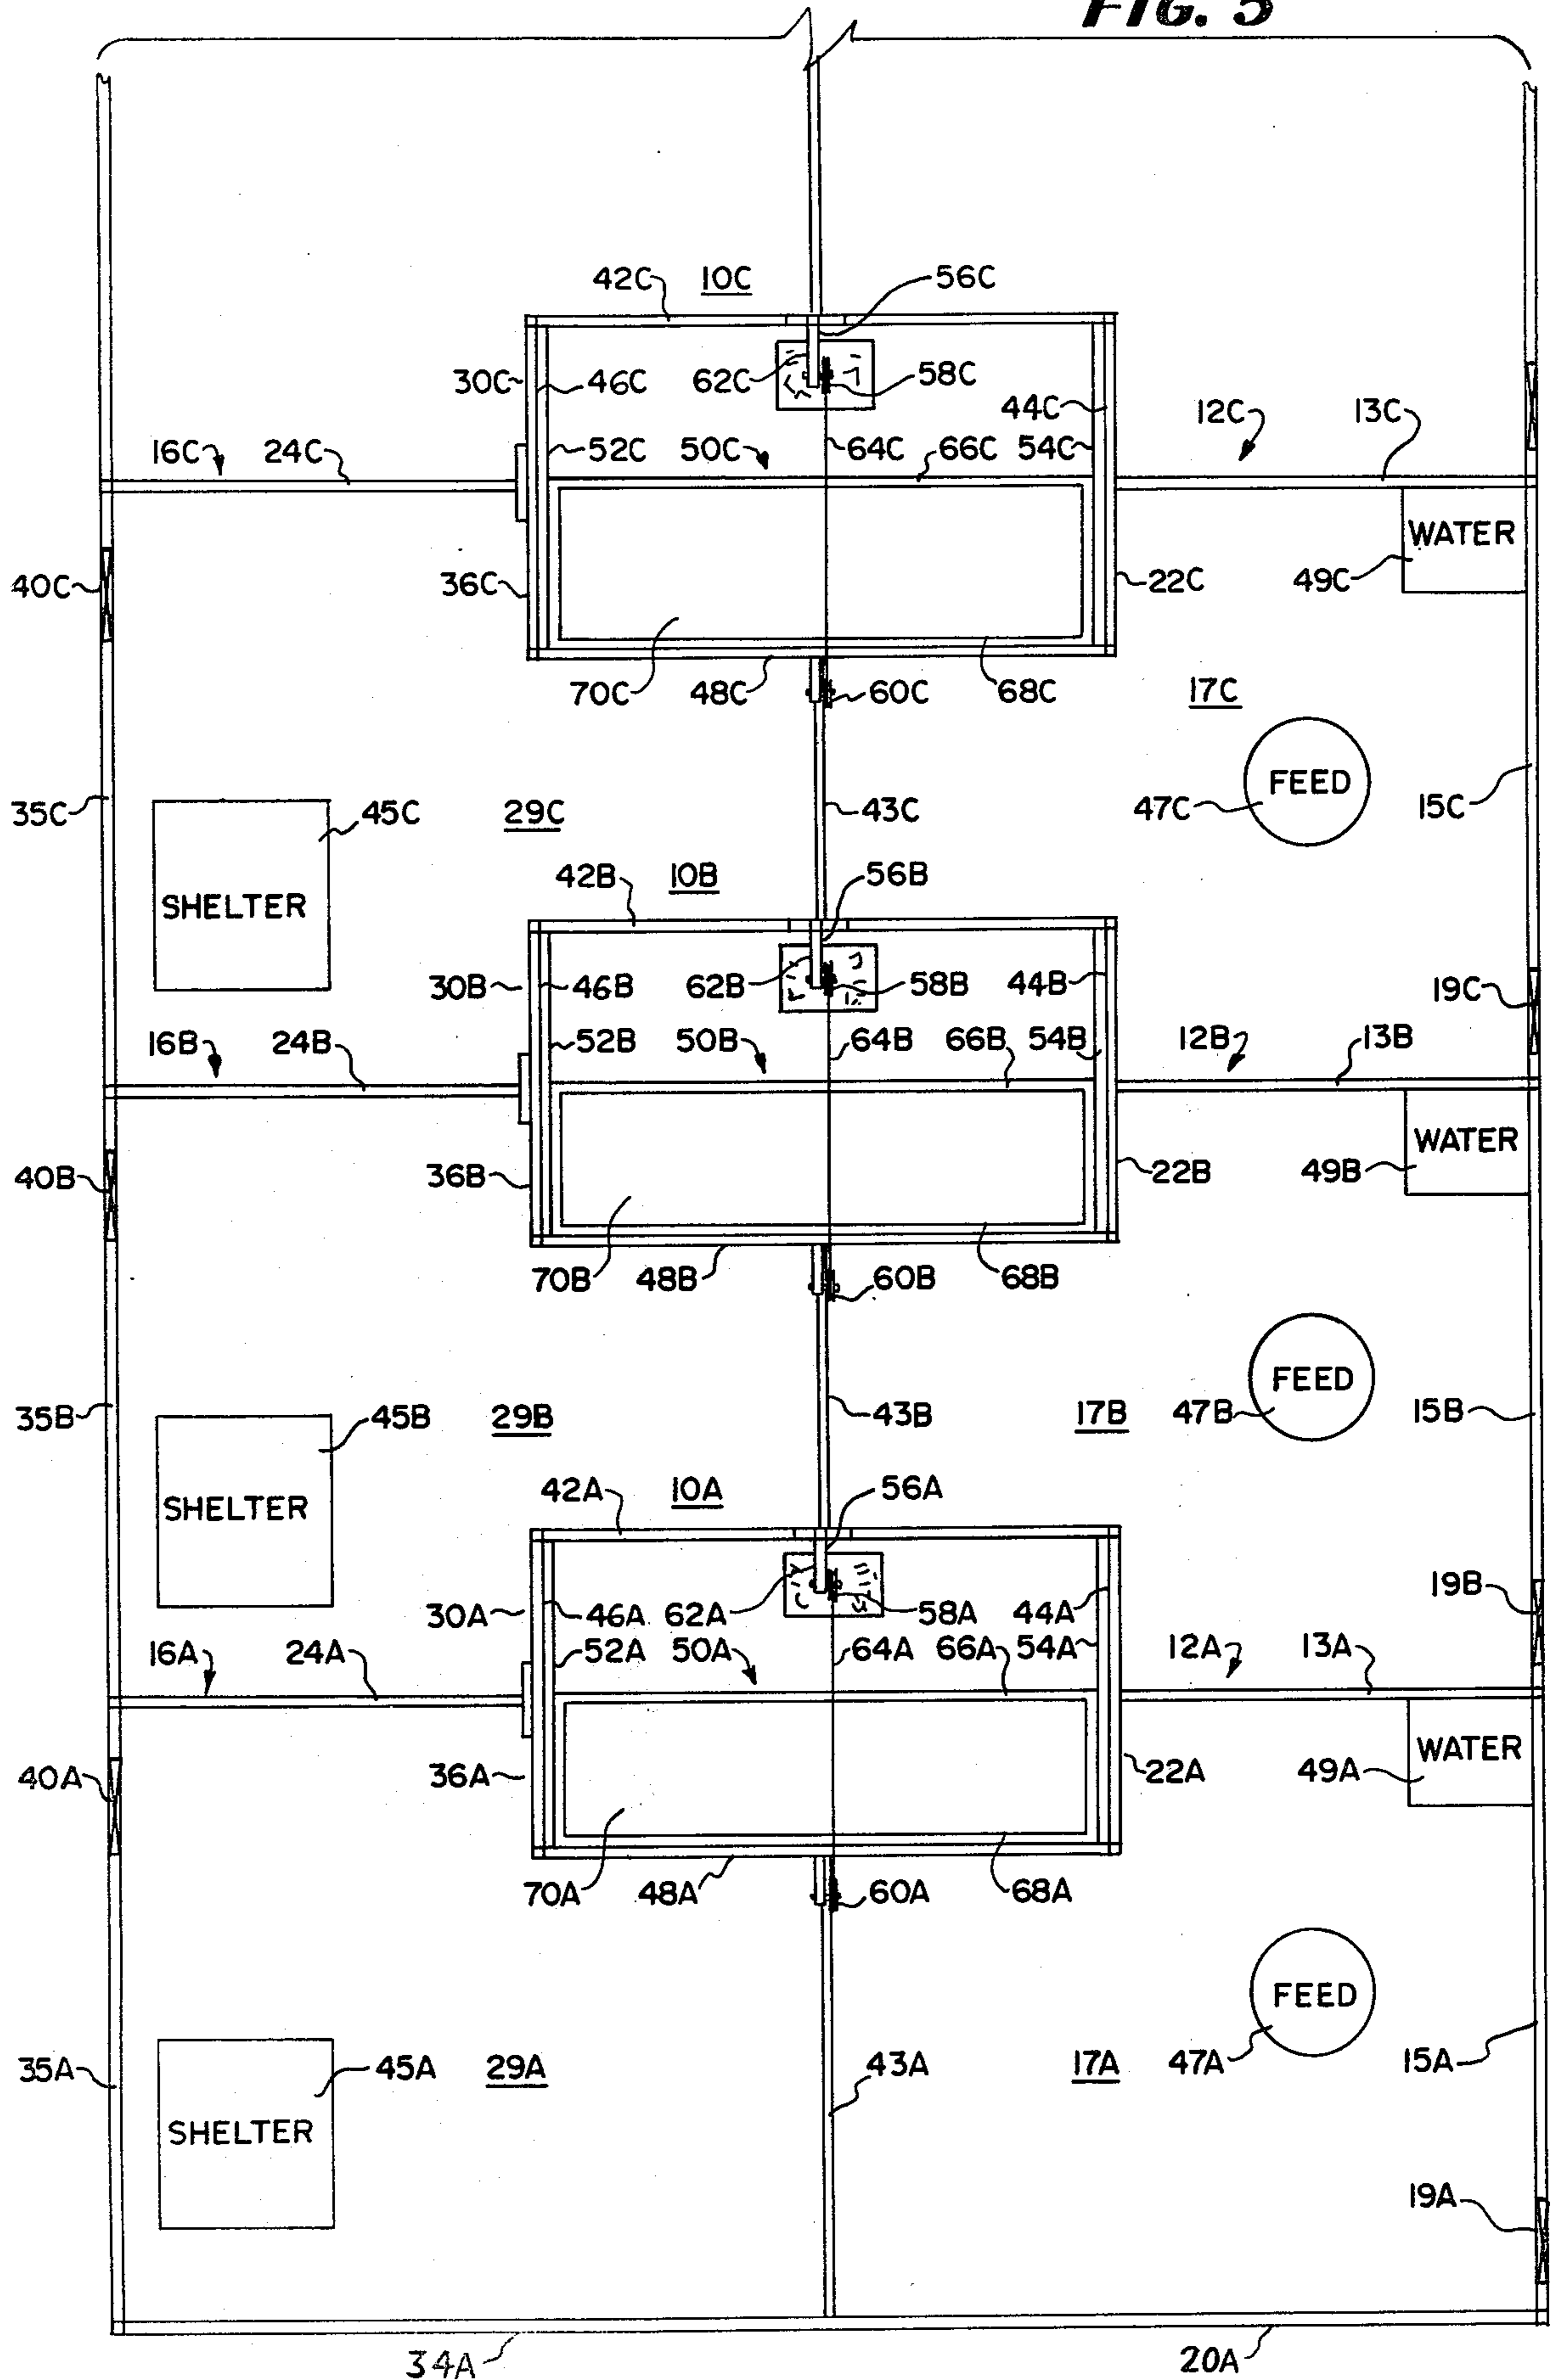 FIG. 5
42C 10C 56C
30C 46C 62C 58C
44C 12C 13C
16C 24C 52C 50C 64C 66C 54C
WATER
40C 36C 22C 49C
70C 48C 60C 68C 17C
FEED
35C 45C 29C 43C 47C 15C
SHELTER
42B 10B 56B
30B 46B 62B 58B 44B 19C
16B 24B 52B 50B 64B 66B 54B 12B 13B
WATER
40B 36B 22B 49B
70B 48B 60B 68B
FEED
35B 45B 29B 43B 17B 47B 15B
SHELTER
42A 10A 56A
30A 46A 62A 58A 44A 19B
16A 24A 52A 50A 64A 66A 54A 12A 13A
WATER
40A 36A 22A 49A
70A 48A 60A 68A
FEED
35A 45A 29A 43A 17A 47A 15A
SHELTER
19A
34A 20A